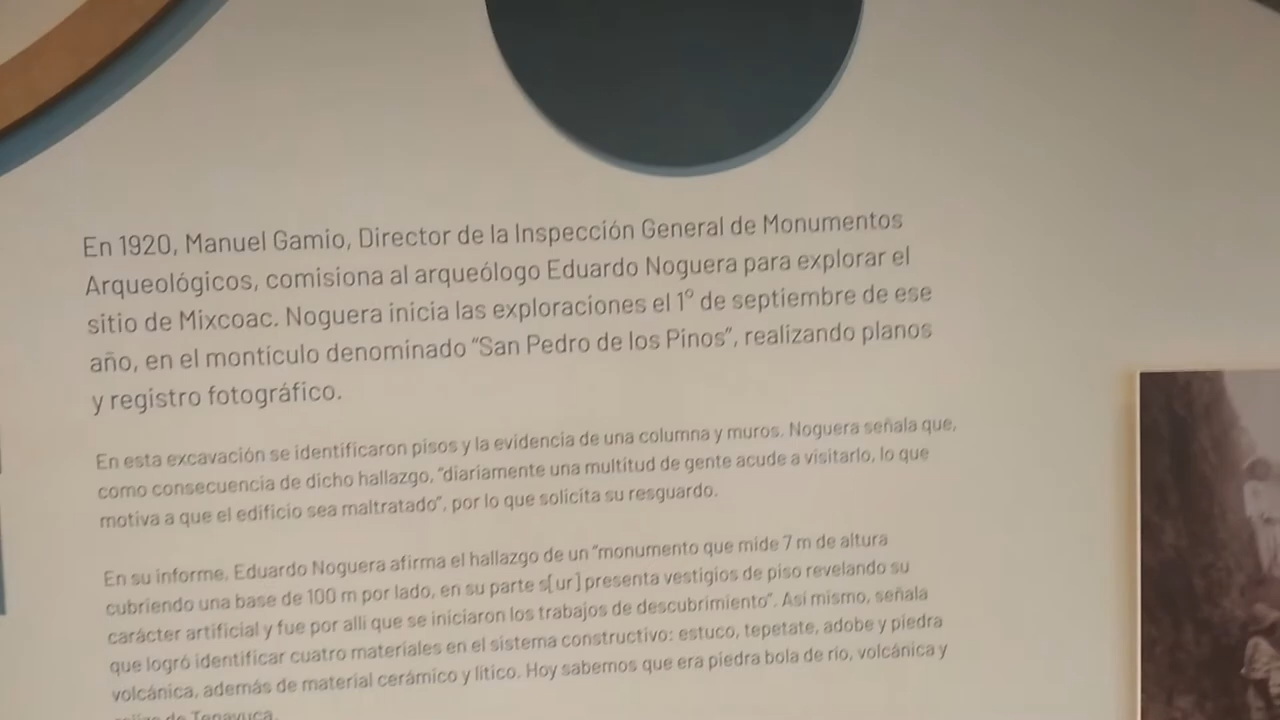 En 1920, Manuel Gamio, Director de la Inspección General de Monumentos
Arqueológicos, comisiona al arqueólogo Eduardo Noguera para explorar el
sitio de Mixcoac. Noguera inicia las exploraciones el 1° de septiembre de ese
año, en el montículo denominado “San Pedro de los Pinos”, realizando planos
y registro fotográfico.
En esta excavación se identificaron pisos y la evidencia de una columna y muros. Noguera señala que,
como consecuencia de dicho hallazgo, “diariamente una multitud de gente acude a visitarlo, lo que
motiva a que el edificio sea maltratado”, por lo que solicita su resguardo.
En su informe, Eduardo Noguera afirma el hallazgo de un “monumento que mide 7 m de altura
cubriendo una base de 100 m por lado, en su parte s[ur] presenta vestigios de piso revelando su
carácter artificial y fue por allí que se iniciaron los trabajos de descubrimiento”. Así mismo, señala
que logró identificar cuatro materiales en el sistema constructivo: estuco, tepetate, adobe y piedra
volcánica, además de material cerámico y lítico. Hoy sabemos que era piedra bola de río, volcánica y
de Tenayuca.